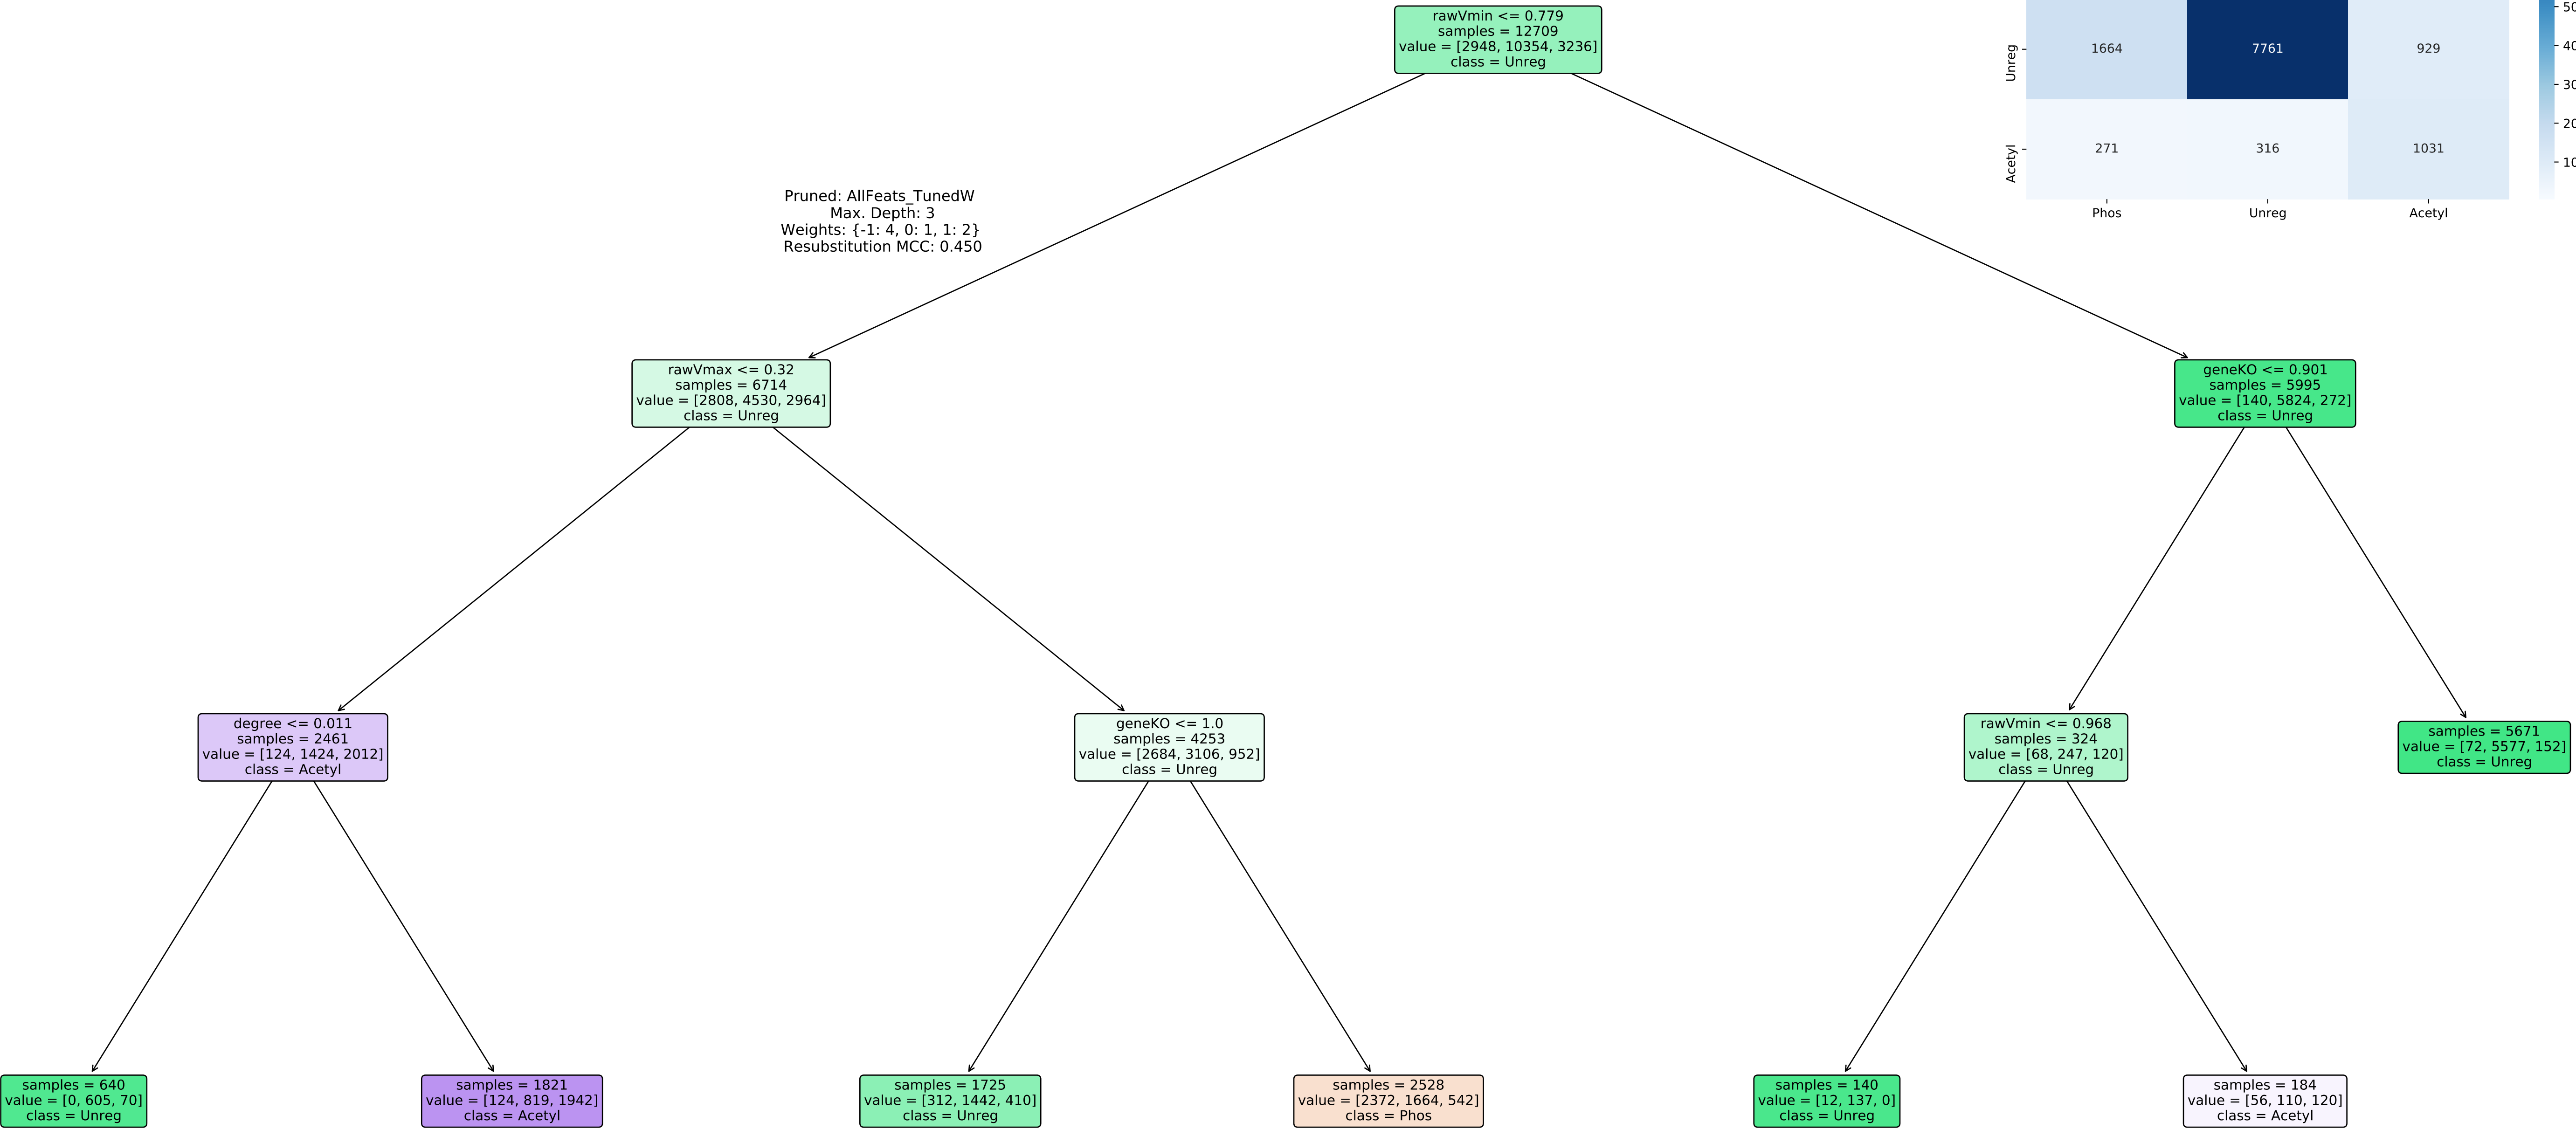 rawVmin <= 0.779
samples = 12709
value = [2948, 10354, 3236]
class = Unreg
Unreg
1664
7761
929
Acetyl
271
316
1031
Phos
Unreg
Acetyl
Pruned: AllFeats_TunedW
Max. Depth: 3
Weights: {-1: 4, 0: 1, 1: 2}
Resubstitution MCC: 0.450
rawVmax <= 0.32
samples = 6714
value = [2808, 4530, 2964]
class = Unreg
geneKO <= 0.901
samples = 5995
value = [140, 5824, 272]
class = Unreg
degree <= 0.011
samples = 2461
value = [124, 1424, 2012]
class = Acetyl
geneKO <= 1.0
samples = 4253
value = [2684, 3106, 952]
class = Unreg
rawVmin <= 0.968
samples = 324
value = [68, 247, 120]
class = Unreg
samples = 5671
value = [72, 5577, 152]
class = Unreg
samples = 640
value = [0, 605, 70]
class = Unreg
samples = 1821
value = [124, 819, 1942]
class = Acetyl
samples = 1725
value = [312, 1442, 410]
class = Unreg
samples = 2528
value = [2372, 1664, 542]
class = Phos
samples = 140
value = [12, 137, 0]
class = Unreg
samples = 184
value = [56, 110, 120]
class = Acetyl